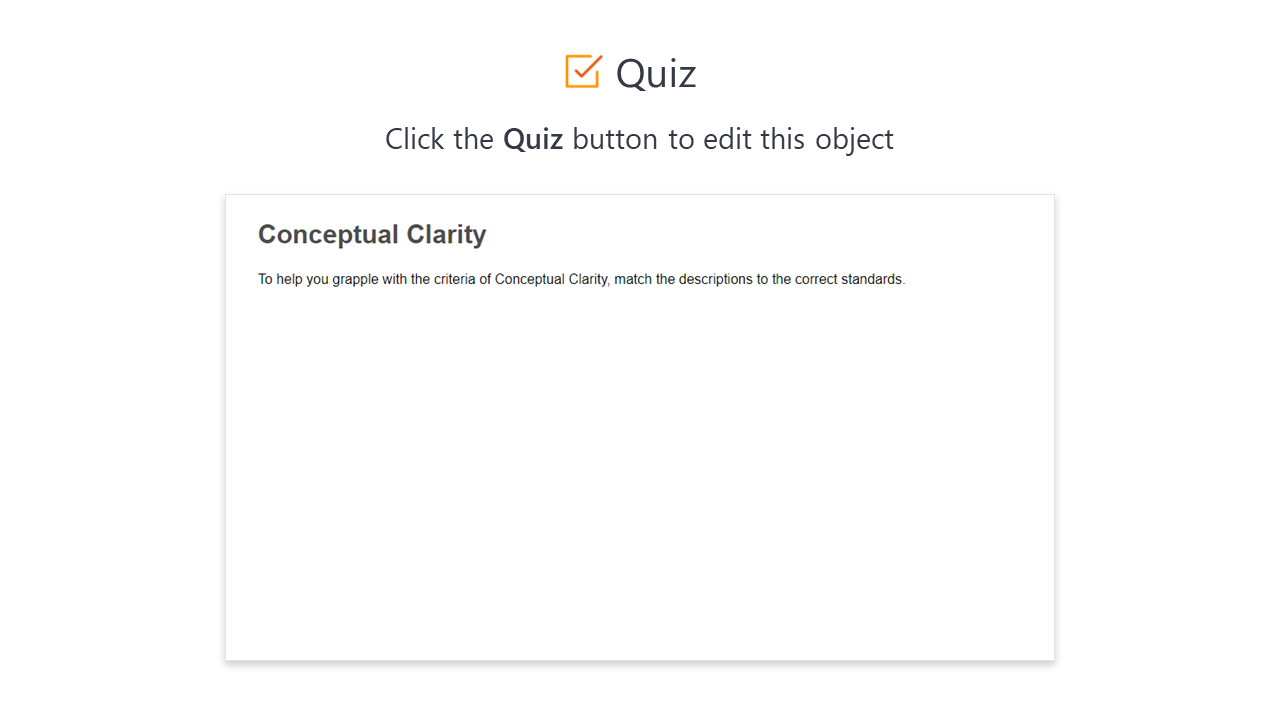 Quiz
Click the Quiz button to edit this object
Conceptual Clarity
To help you grapple with the criteria of Conceptual Clarity, match the descriptions to the correct standards.